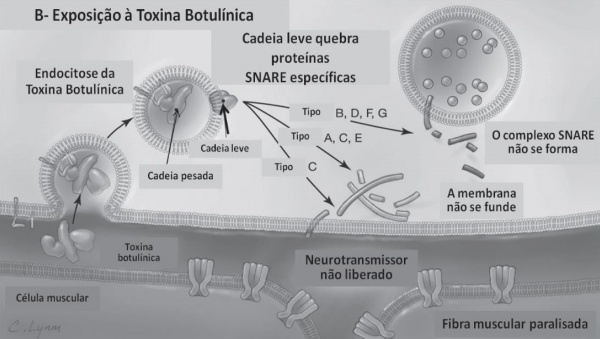 B- Exposição à Toxina Botulínica
Cadeia leve quebra
proteínas
SNARE específicas
Endocitose da
Toxina Botulínica
Tipo B, D, F, G
Tipo A, C, E
Tipo C
Cadeia leve
Cadeia pesada
O complexo SNARE
não se forma
A membrana
não se funde
Toxina
botulínica
Neurotransmissor
não liberado
Célula muscular
Fibra muscular paralisada
C. Lynm